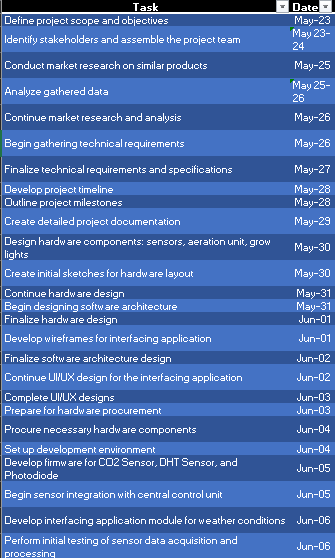 Task Date
Define project scope and objectives May-23
Identify stakeholders and assemble the project team May 23-
24
Conduct market research on similar products May-25
Analyze gathered data May 25-
26
Continue market research and analysis May-26
Begin gathering technical requirements May-26
Finalize technical requirements and specifications May-27
Develop project timeline May-28
Outline project milestones May-28
Create detailed project documentation May-29
Design hardware components: sensors, aeration unit, grow
lights May-30
Create initial sketches for hardware layout May-30
Continue hardware design May-31
Begin designing software architecture May-31
Finalize hardware design Jun-01
Develop wireframes for interfacing application Jun-01
Finalize software architecture design Jun-02
Continue UI/UX design for the interfacing application Jun-02
Complete UI/UX designs Jun-03
Prepare for hardware procurement Jun-03
Procure necessary hardware components Jun-04
Set up development environment Jun-04
Develop firmware for CO2 Sensor, DHT Sensor, and
Photodiode Jun-05
Begin sensor integration with central control unit Jun-05
Develop interfacing application module for weather conditions Jun-06
Perform initial testing of sensor data acquisition and
processing Jun-06